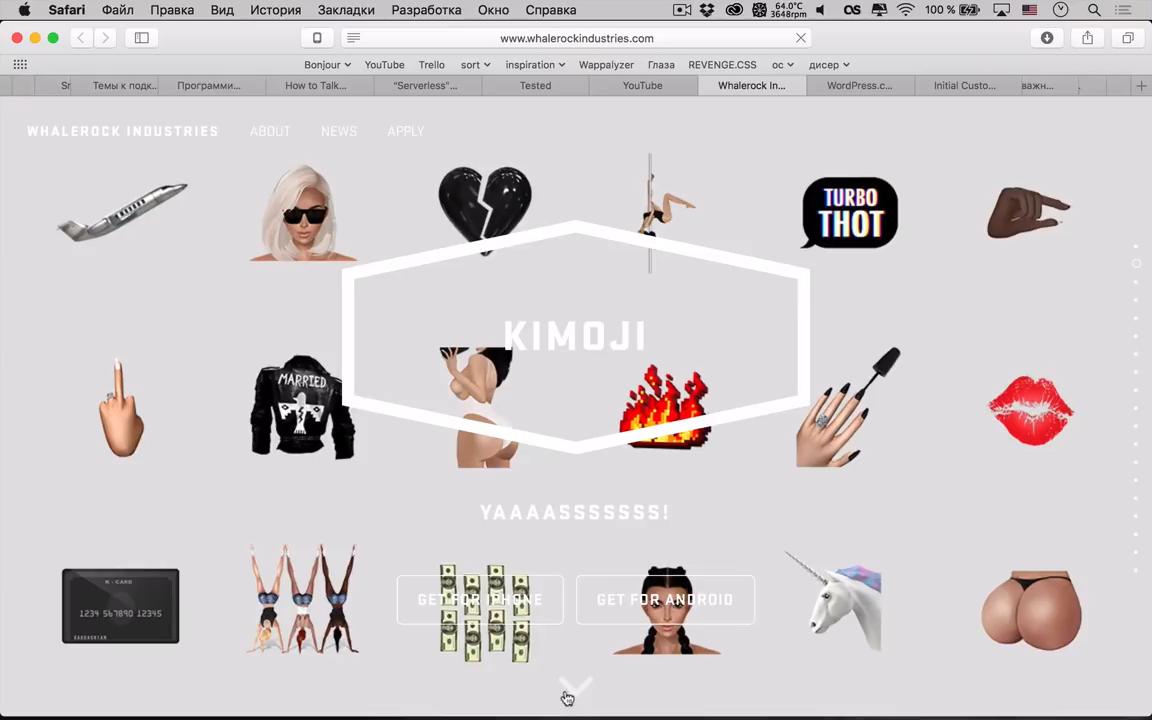 Safari Файл Правка Вид История Закладки Разработка Окно Справка 64.0°C 3648rpm 100 %
www.whalerockindustries.com
Bonjour YouTube Trello sort inspiration Wappalyzer Глаза REVENGE.CSS ос дисер
Sr Темы к подк... Программи... How to Talk... "Serverless"... Tested YouTube Whalerock In... WordPress.c... Initial Custo... важн...
WHALEROCK INDUSTRIES ABOUT NEWS APPLY
TURBO
THOT
KIMOJI
MARRIED
YAAAASSSSSSS!
K-CARD
1234 567890 12345
KARDASHIAN
GET FOR IPHONE GET FOR ANDROID